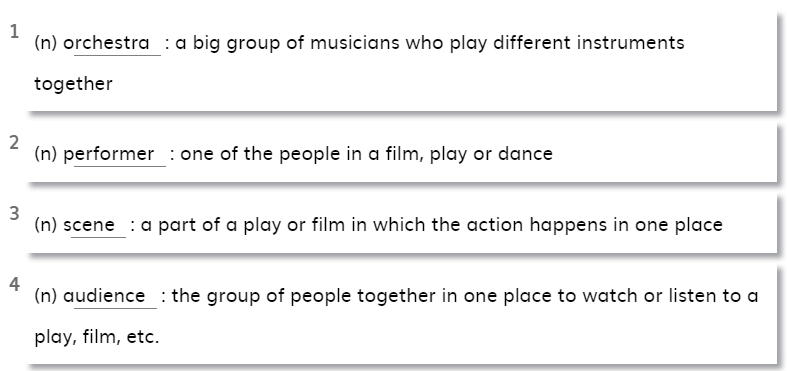 1
(n) orchestra : a big group of musicians who play different instruments
together
2
(n) performer : one of the people in a film, play or dance
3
(n) scene : a part of a play or film in which the action happens in one place
4
(n) audience : the group of people together in one place to watch or listen to a
play, film, etc.